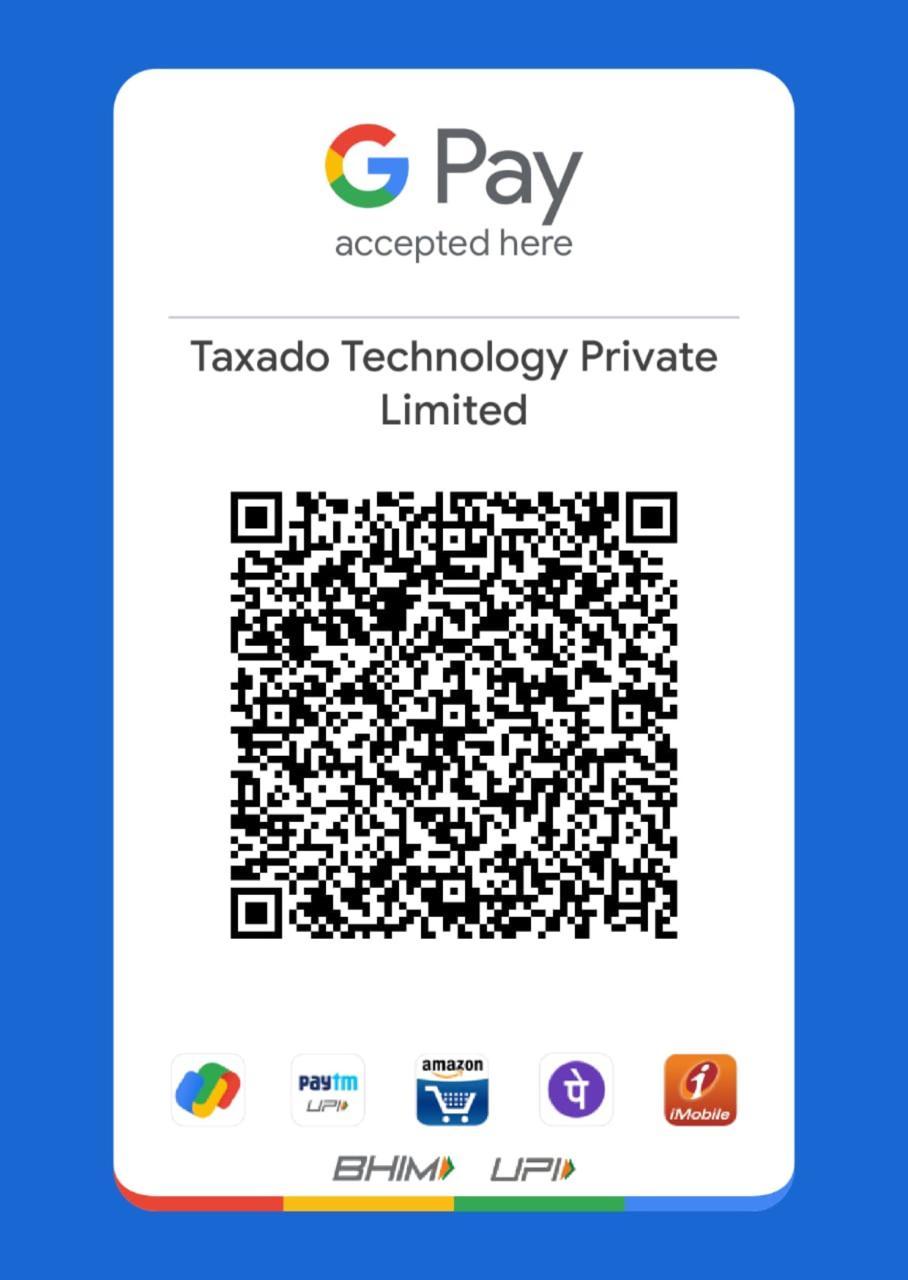 G Pay
accepted here
Taxado Technology Private
Limited
paytm
UPI
amazon
पे
i
iMobile
BHIM UPI